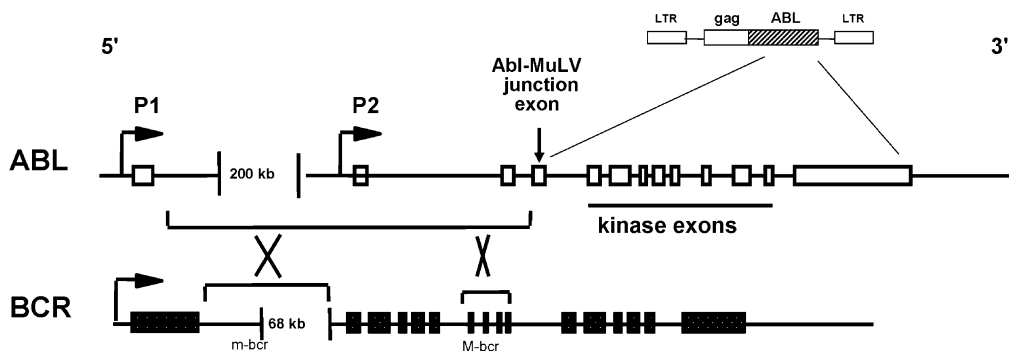 LTR gag ABL LTR
5' 3'
Abl-MuLV
junction
exon
P1 P2
ABL
200 kb
kinase exons
BCR
68 kb
m-bcr M-bcr